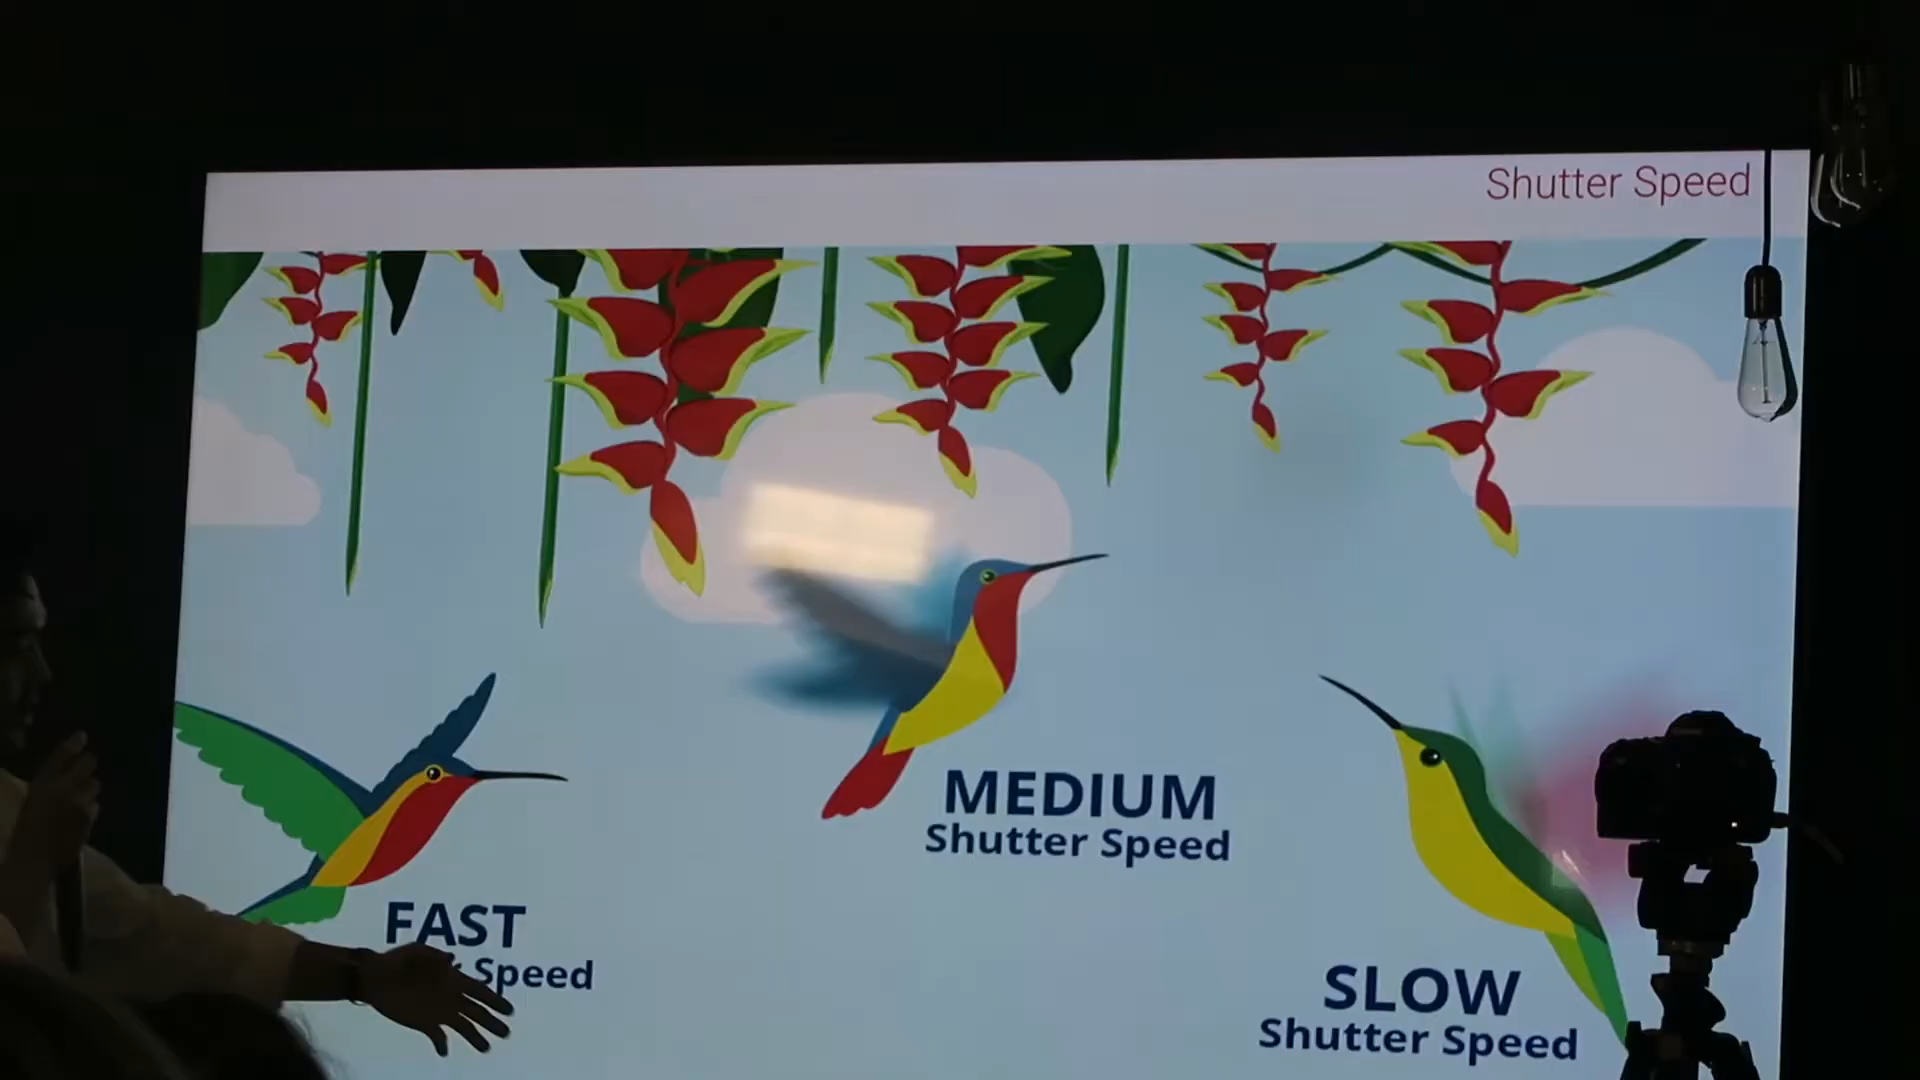 Shutter Speed
MEDIUM
Shutter Speed
FAST
Speed
SLOW
Shutter Speed